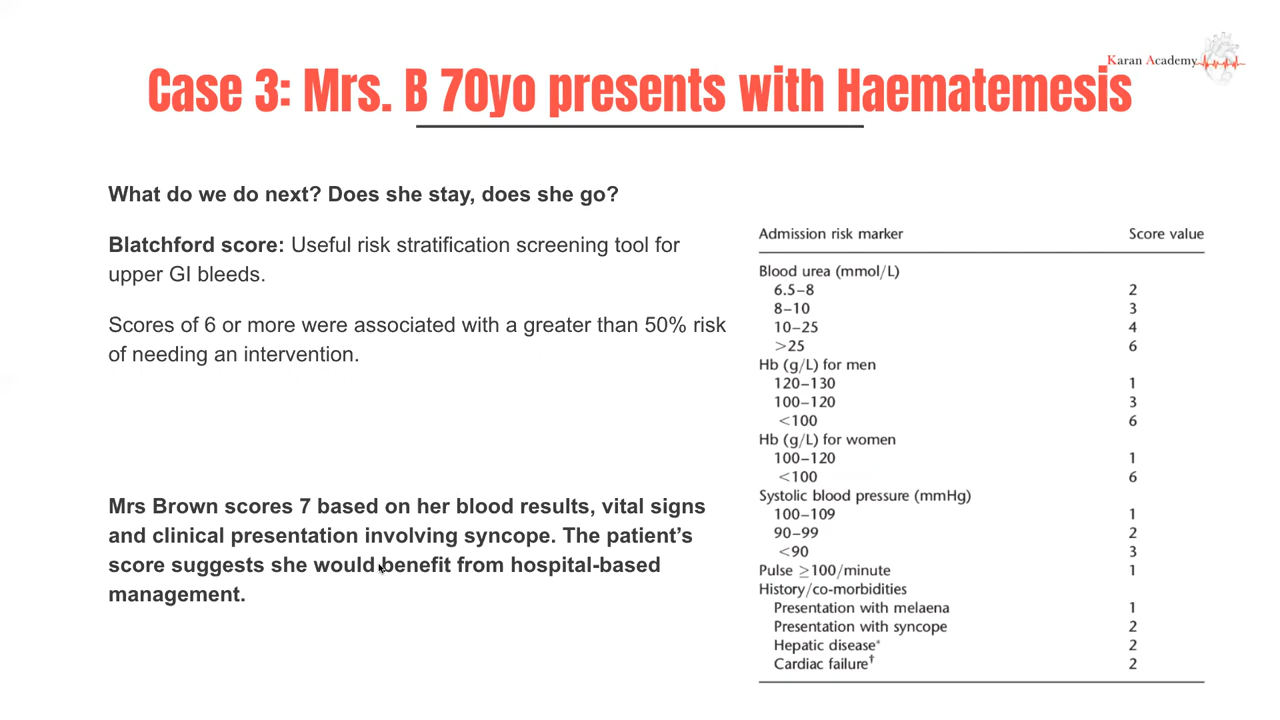 Karan Academy
Case 3: Mrs. B 70yo presents with Haematemesis
What do we do next? Does she stay, does she go?
Blatchford score: Useful risk stratification screening tool for
upper GI bleeds.
Scores of 6 or more were associated with a greater than 50% risk
of needing an intervention.
Mrs Brown scores 7 based on her blood results, vital signs
and clinical presentation involving syncope. The patient’s
score suggests she would benefit from hospital-based
management.
Admission risk marker Score value
Blood urea (mmol/L)
6.5–8 2
8–10 3
10–25 4
>25 6
Hb (g/L) for men
120–130 1
100–120 3
<100 6
Hb (g/L) for women
100–120 1
<100 6
Systolic blood pressure (mmHg)
100–109 1
90–99 2
<90 3
Pulse ≥100/minute 1
History/co-morbidities
Presentation with melaena 1
Presentation with syncope 2
Hepatic disease* 2
Cardiac failure† 2